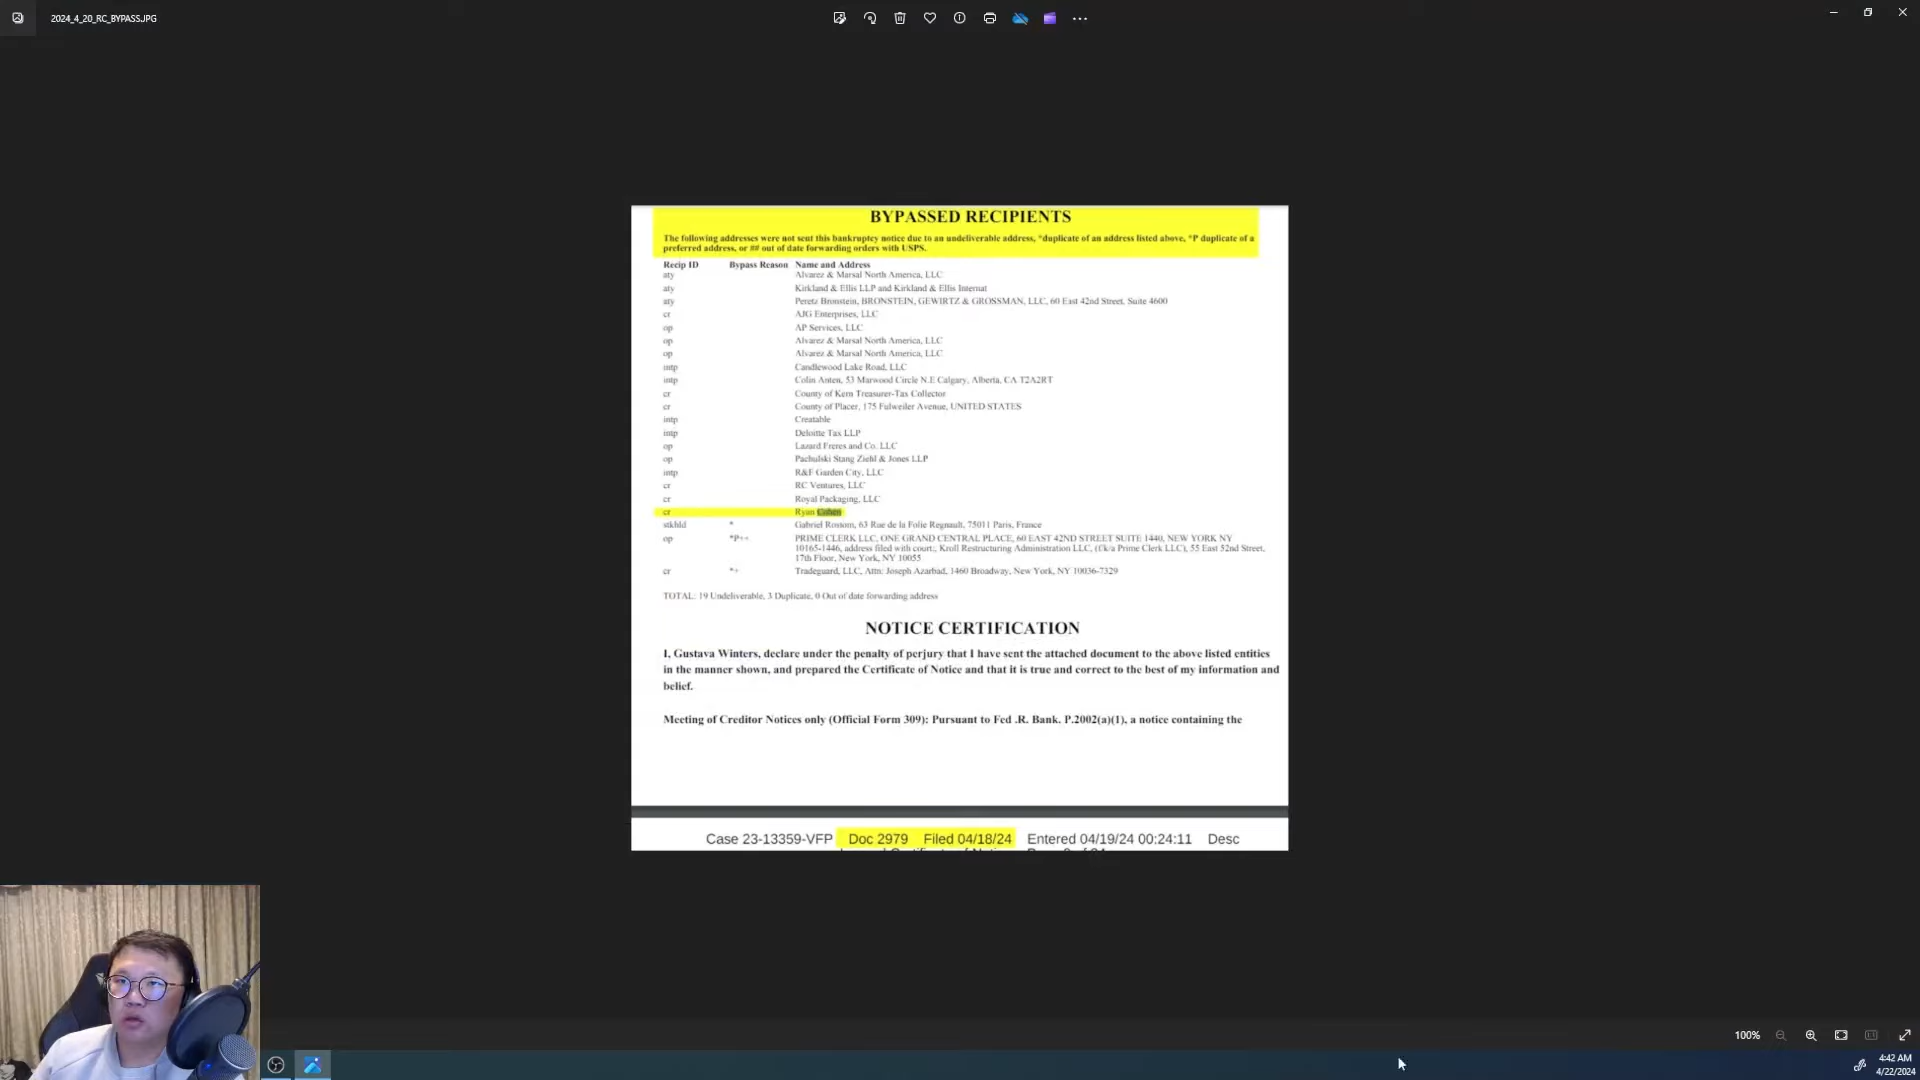 2024_4_20_RC_BYPASS.JPG
BYPASSED RECIPIENTS
The following addresses were not sent this bankruptcy notice due to an undeliverable address, *duplicate of an address listed above, *P duplicate of a
preferred address, or ## out of date forwarding orders with USPS.
Recip ID Bypass Reason Name and Address
aty Alvarez & Marsal North America, LLC
aty Kirkland & Ellis LLP and Kirkland & Ellis Internat
aty Peretz Bronstein, BRONSTEIN, GEWIRTZ & GROSSMAN, LLC, 60 East 42nd Street, Suite 4600
cr AJG Enterprises, LLC
op AP Services, LLC
op Alvarez & Marsal North America, LLC
op Alvarez & Marsal North America, LLC
intp Candlewood Lake Road, LLC
intp Colin Anten, 53 Marwood Circle N.E Calgary, Alberta, CA T2A2RT
cr County of Kern Treasurer-Tax Collector
cr County of Placer, 175 Fulweiler Avenue, UNITED STATES
intp Creatable
intp Deloitte Tax LLP
op Lazard Freres and Co. LLC
op Pachulski Stang Ziehl & Jones LLP
intp R&F Garden City, LLC
cr RC Ventures, LLC
cr Royal Packaging, LLC
cr Ryan Cohen
stkhld * Gabriel Rostom, 63 Rue de la Folie Regnault, 75011 Paris, France
op *P++ PRIME CLERK LLC, ONE GRAND CENTRAL PLACE, 60 EAST 42ND STREET SUITE 1440, NEW YORK NY
10165-1446, address filed with court:, Kroll Restructuring Administration LLC, (f/k/a Prime Clerk LLC), 55 East 52nd Street,
17th Floor, New York, NY 10055
cr *+ Tradeguard, LLC, Attn: Joseph Azarbad, 1460 Broadway, New York, NY 10036-7329
TOTAL: 19 Undeliverable, 3 Duplicate, 0 Out of date forwarding address
NOTICE CERTIFICATION
I, Gustava Winters, declare under the penalty of perjury that I have sent the attached document to the above listed entities
in the manner shown, and prepared the Certificate of Notice and that it is true and correct to the best of my information and
belief.
Meeting of Creditor Notices only (Official Form 309): Pursuant to Fed .R. Bank. P.2002(a)(1), a notice containing the
Case 23-13359-VFP Doc 2979 Filed 04/18/24 Entered 04/19/24 00:24:11 Desc
100%
4:42 AM
4/22/2024